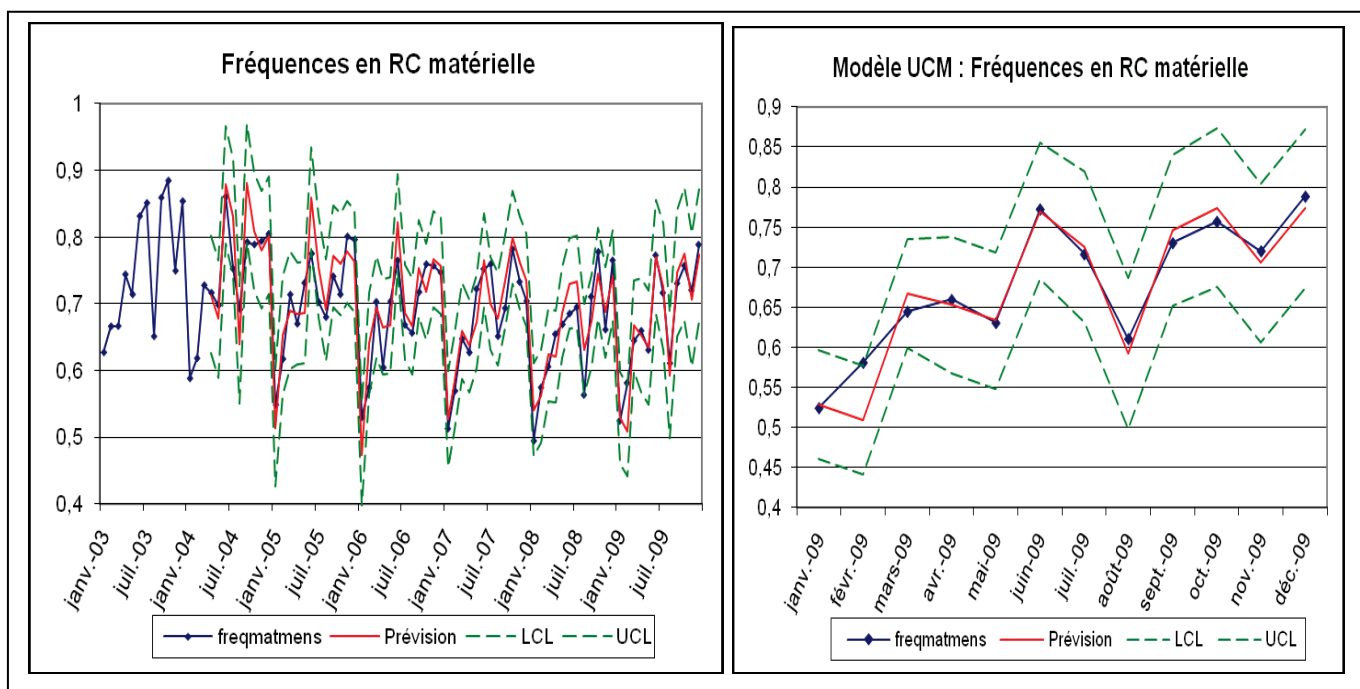 Fréquences en RC matérielle
1
0,9
0,8
0,7
0,6
0,5
0,4
janv.-03
juil.-03
janv.-04
juil.-04
janv.-05
juil.-05
janv.-06
juil.-06
janv.-07
juil.-07
janv.-08
juil.-08
janv.-09
juil.-09
freqmatmens Prévision LCL UCL
Modèle UCM : Fréquences en RC matérielle
0,9
0,85
0,8
0,75
0,7
0,65
0,6
0,55
0,5
0,45
0,4
janv.-09
févr.-09
mars-09
avr.-09
mai-09
juin-09
juil.-09
août-09
sept.-09
oct.-09
nov.-09
déc.-09
freqmatmens Prévision LCL UCL